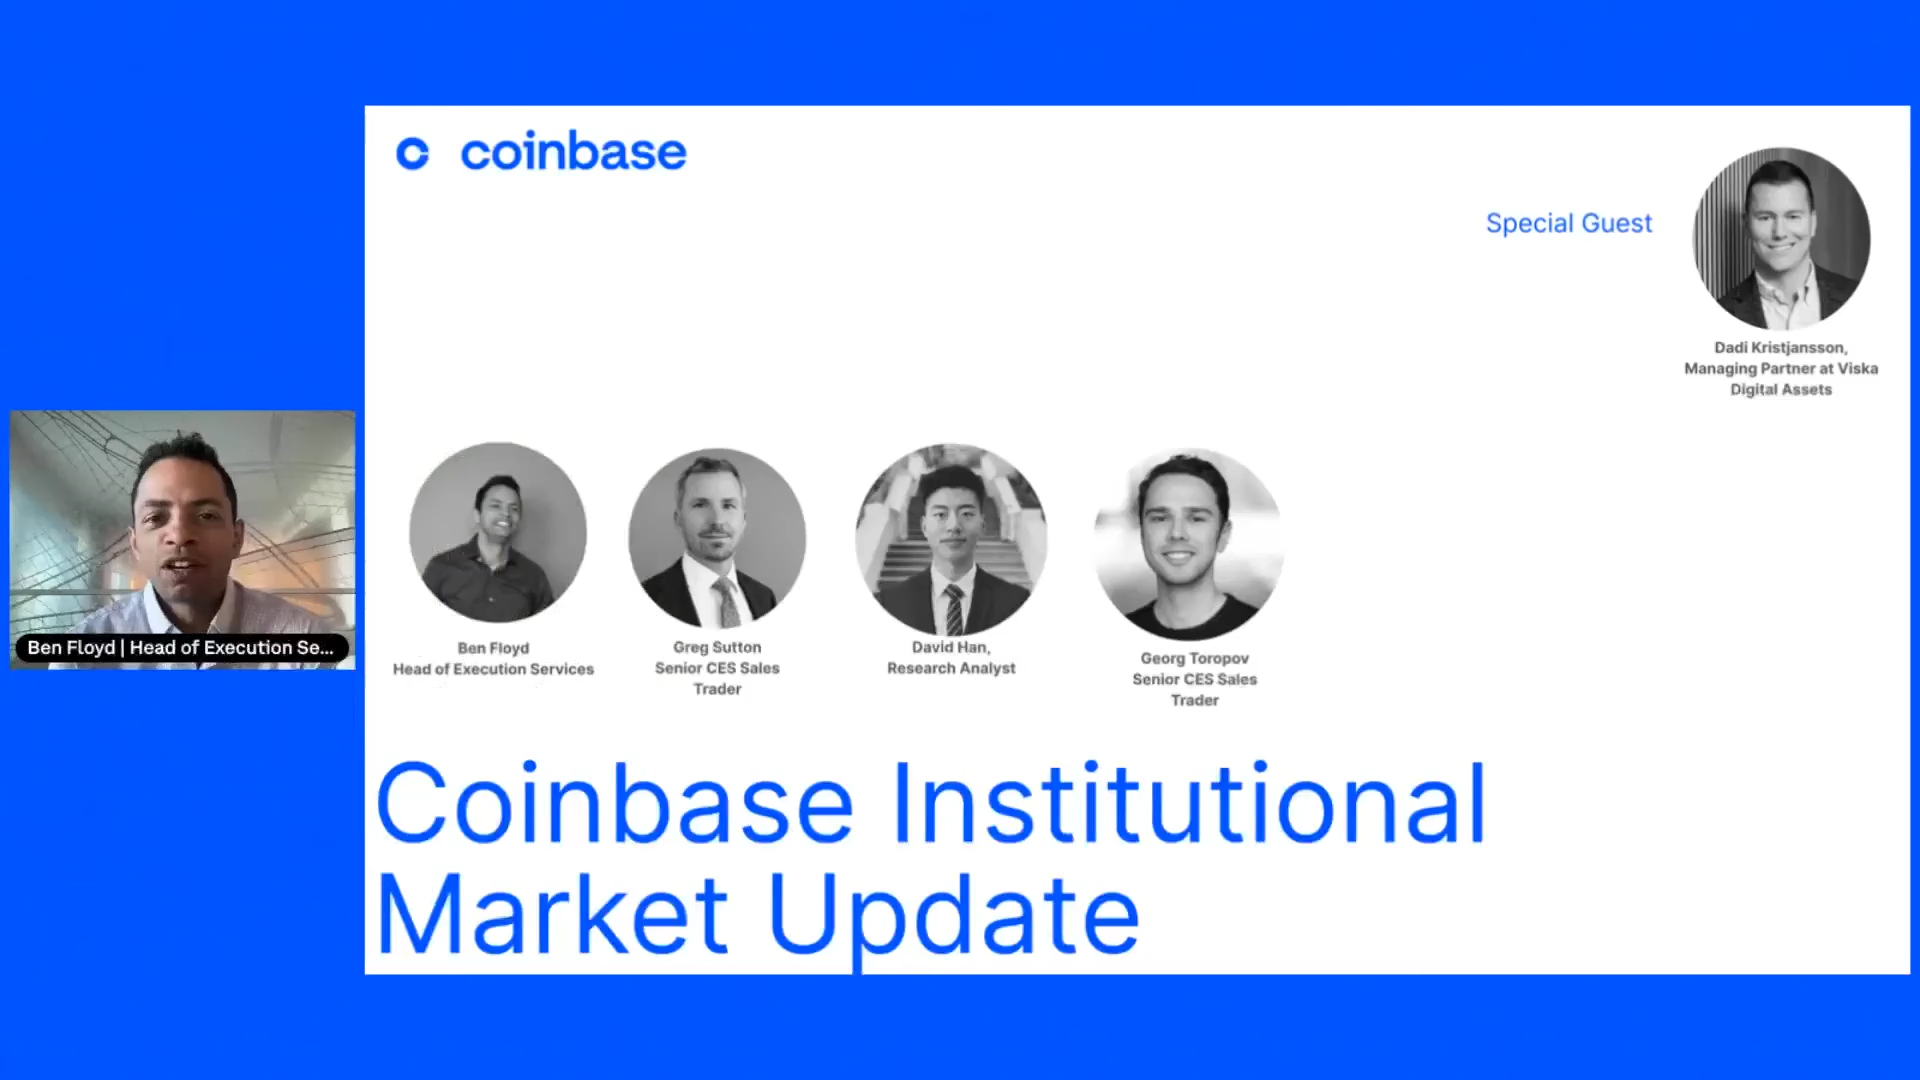 coinbase
Special Guest
Dadi Kristjansson,
Managing Partner at Viska
Digital Assets
Ben Floyd | Head of Execution Se...
Ben Floyd
Head of Execution Services
Greg Sutton
Senior CES Sales
Trader
David Han,
Research Analyst
Georg Toropov
Senior CES Sales
Trader
Coinbase Institutional
Market Update